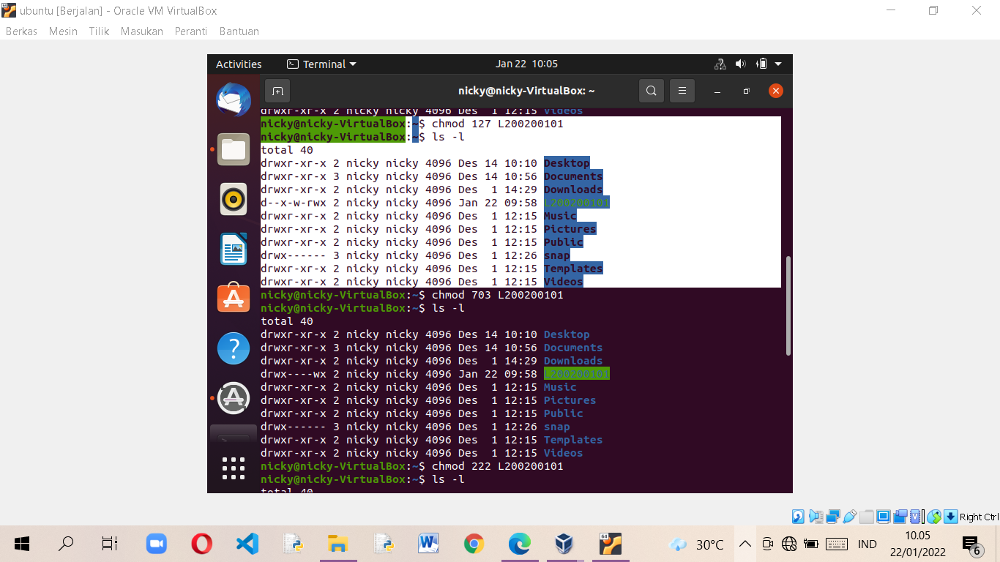 ubuntu [Berjalan] - Oracle VM VirtualBox
Berkas Mesin Tilik Masukan Peranti Bantuan
Activities Terminal Jan 22 10:05
nicky@nicky-VirtualBox: ~
drwxr-xr-x 2 nicky nicky 4096 Des  1 12:15 Videos
nicky@nicky-VirtualBox:~$ chmod 127 L200200101
nicky@nicky-VirtualBox:~$ ls -l
total 40
drwxr-xr-x 2 nicky nicky 4096 Des 14 10:10 Desktop
drwxr-xr-x 3 nicky nicky 4096 Des 14 10:56 Documents
drwxr-xr-x 2 nicky nicky 4096 Des  1 14:29 Downloads
d--x-w-rwx 2 nicky nicky 4096 Jan 22 09:58 L200200101
drwxr-xr-x 2 nicky nicky 4096 Des  1 12:15 Music
drwxr-xr-x 2 nicky nicky 4096 Des  1 12:15 Pictures
drwxr-xr-x 2 nicky nicky 4096 Des  1 12:15 Public
drwx------ 3 nicky nicky 4096 Des  1 12:26 snap
drwxr-xr-x 2 nicky nicky 4096 Des  1 12:15 Templates
drwxr-xr-x 2 nicky nicky 4096 Des  1 12:15 Videos
nicky@nicky-VirtualBox:~$ chmod 703 L200200101
nicky@nicky-VirtualBox:~$ ls -l
total 40
drwxr-xr-x 2 nicky nicky 4096 Des 14 10:10 Desktop
drwxr-xr-x 3 nicky nicky 4096 Des 14 10:56 Documents
drwxr-xr-x 2 nicky nicky 4096 Des  1 14:29 Downloads
drwx----wx 2 nicky nicky 4096 Jan 22 09:58 L200200101
drwxr-xr-x 2 nicky nicky 4096 Des  1 12:15 Music
drwxr-xr-x 2 nicky nicky 4096 Des  1 12:15 Pictures
drwxr-xr-x 2 nicky nicky 4096 Des  1 12:15 Public
drwx------ 3 nicky nicky 4096 Des  1 12:26 snap
drwxr-xr-x 2 nicky nicky 4096 Des  1 12:15 Templates
drwxr-xr-x 2 nicky nicky 4096 Des  1 12:15 Videos
nicky@nicky-VirtualBox:~$ chmod 222 L200200101
nicky@nicky-VirtualBox:~$ ls -l
total 40
Right Ctrl
30°C IND 10.05
22/01/2022
6